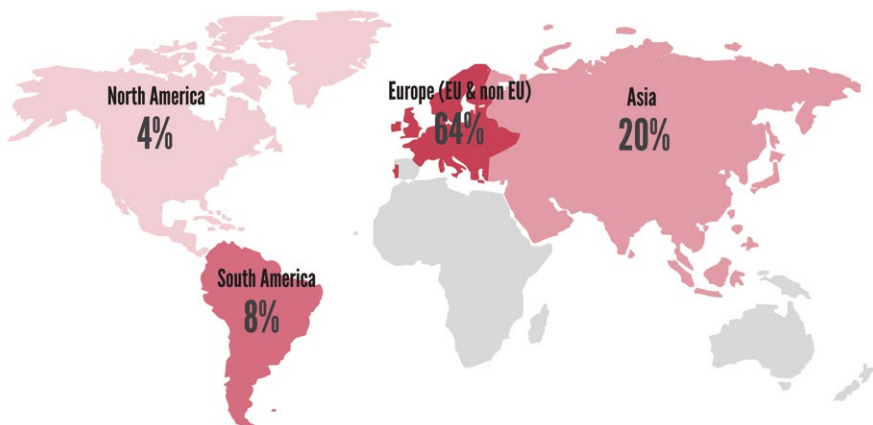 North America
4%
Europe (EU & non EU)
64%
Asia
20%
South America
8%